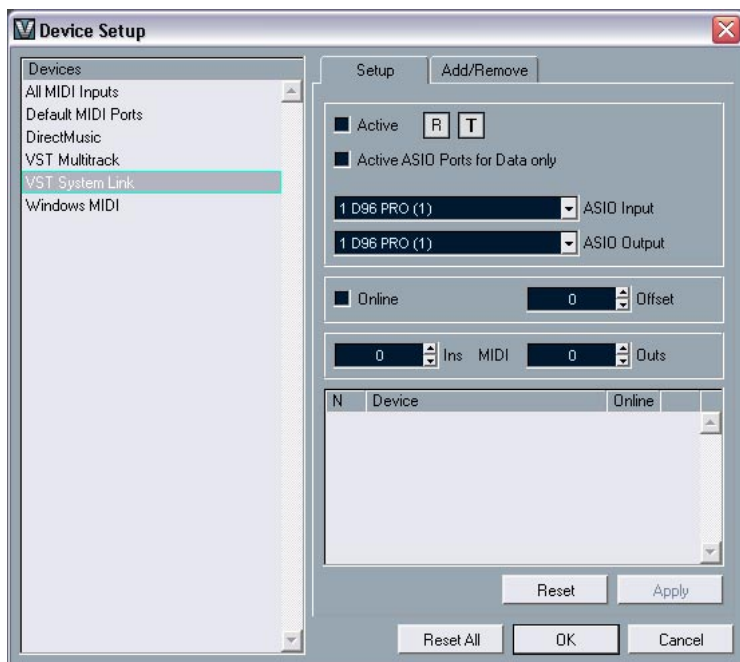 Device Setup
Devices
All MIDI Inputs
Default MIDI Ports
DirectMusic
VST Multitrack
VST System Link
Windows MIDI
Setup Add/Remove
Active R T
Active ASIO Ports for Data only
1 D96 PRO (1) ASIO Input
1 D96 PRO (1) ASIO Output
Online 0 Offset
0 Ins MIDI 0 Outs
N Device Online
Reset Apply
Reset All OK Cancel